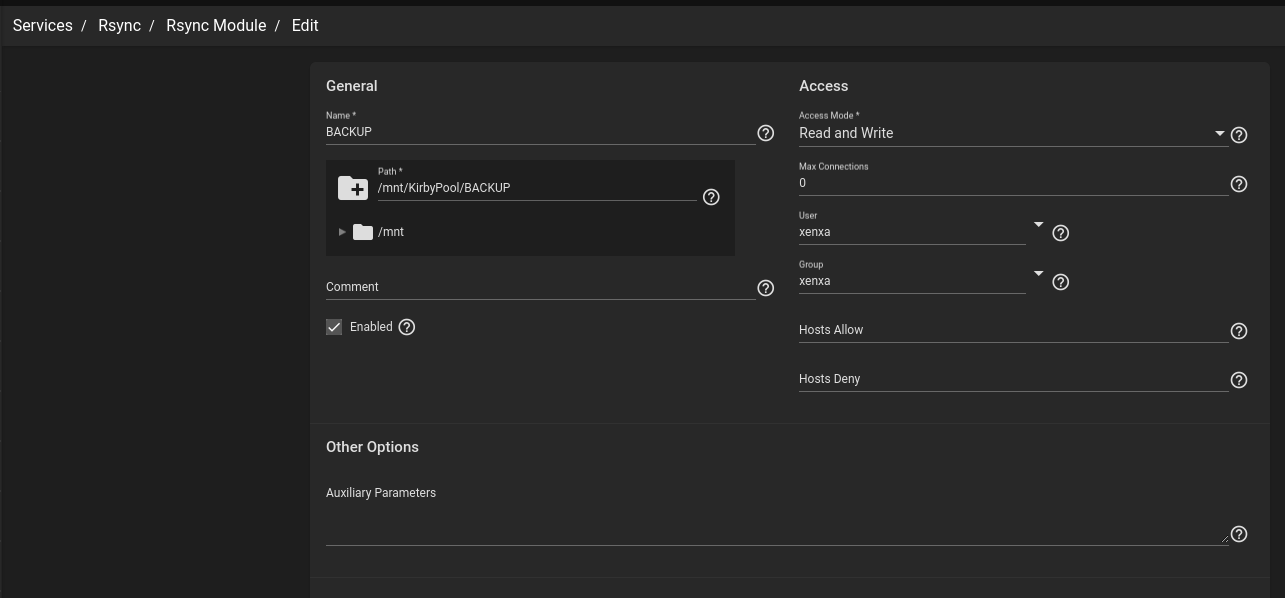 Services / Rsync / Rsync Module / Edit
General
Name *
BACKUP
Path *
/mnt/KirbyPool/BACKUP
/mnt
Comment
Enabled
Access
Access Mode *
Read and Write
Max Connections
0
User
xenxa
Group
xenxa
Hosts Allow
Hosts Deny
Other Options
Auxiliary Parameters